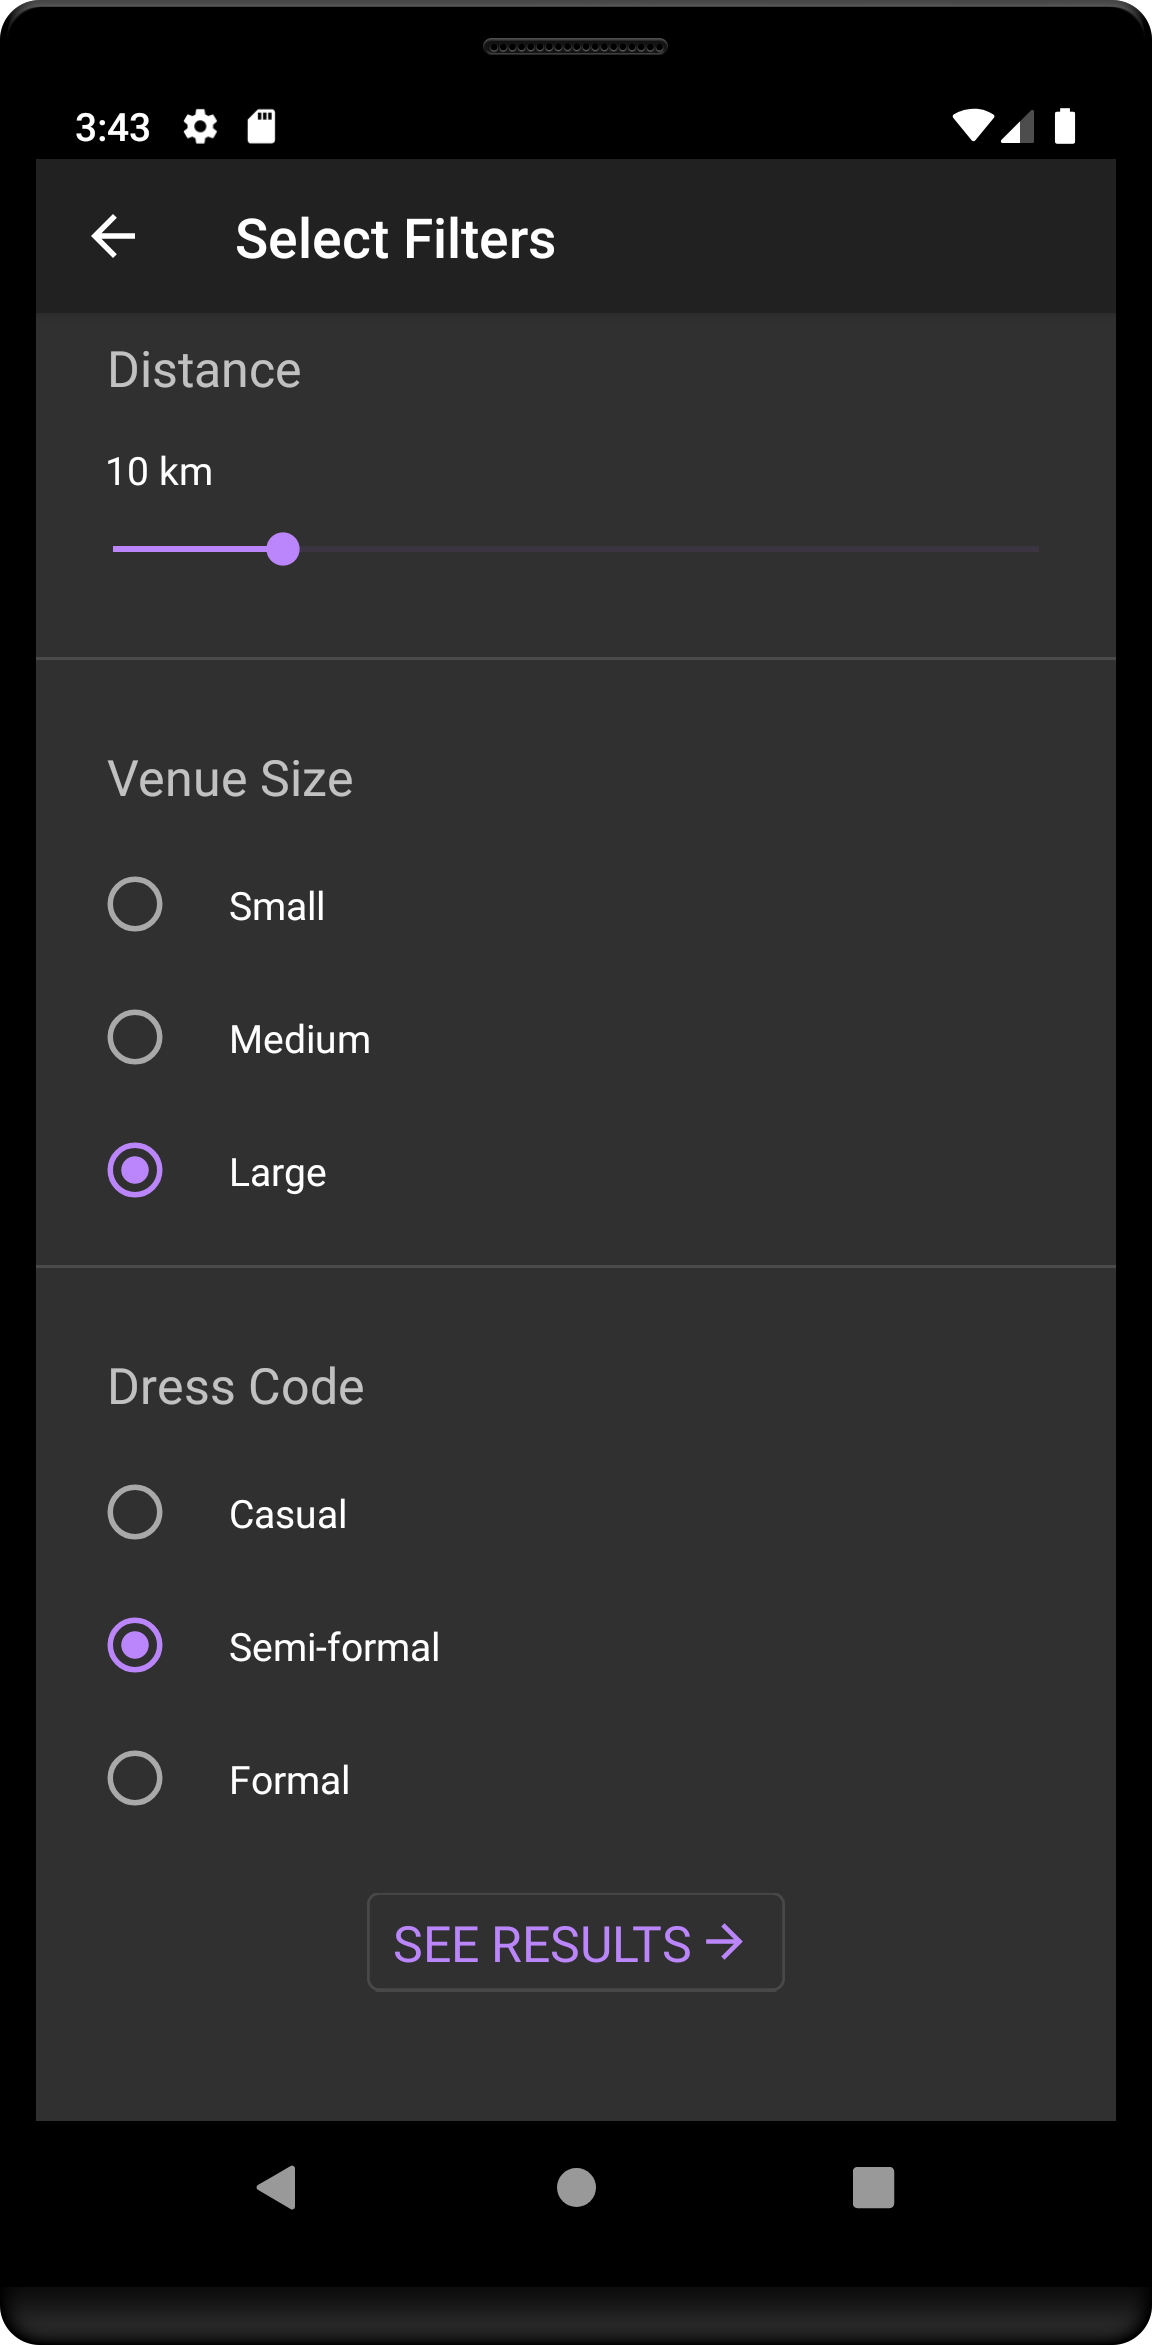 3:43
Select Filters
Distance
10 km
Venue Size
Small
Medium
Large
Dress Code
Casual
Semi-formal
Formal
SEE RESULTS